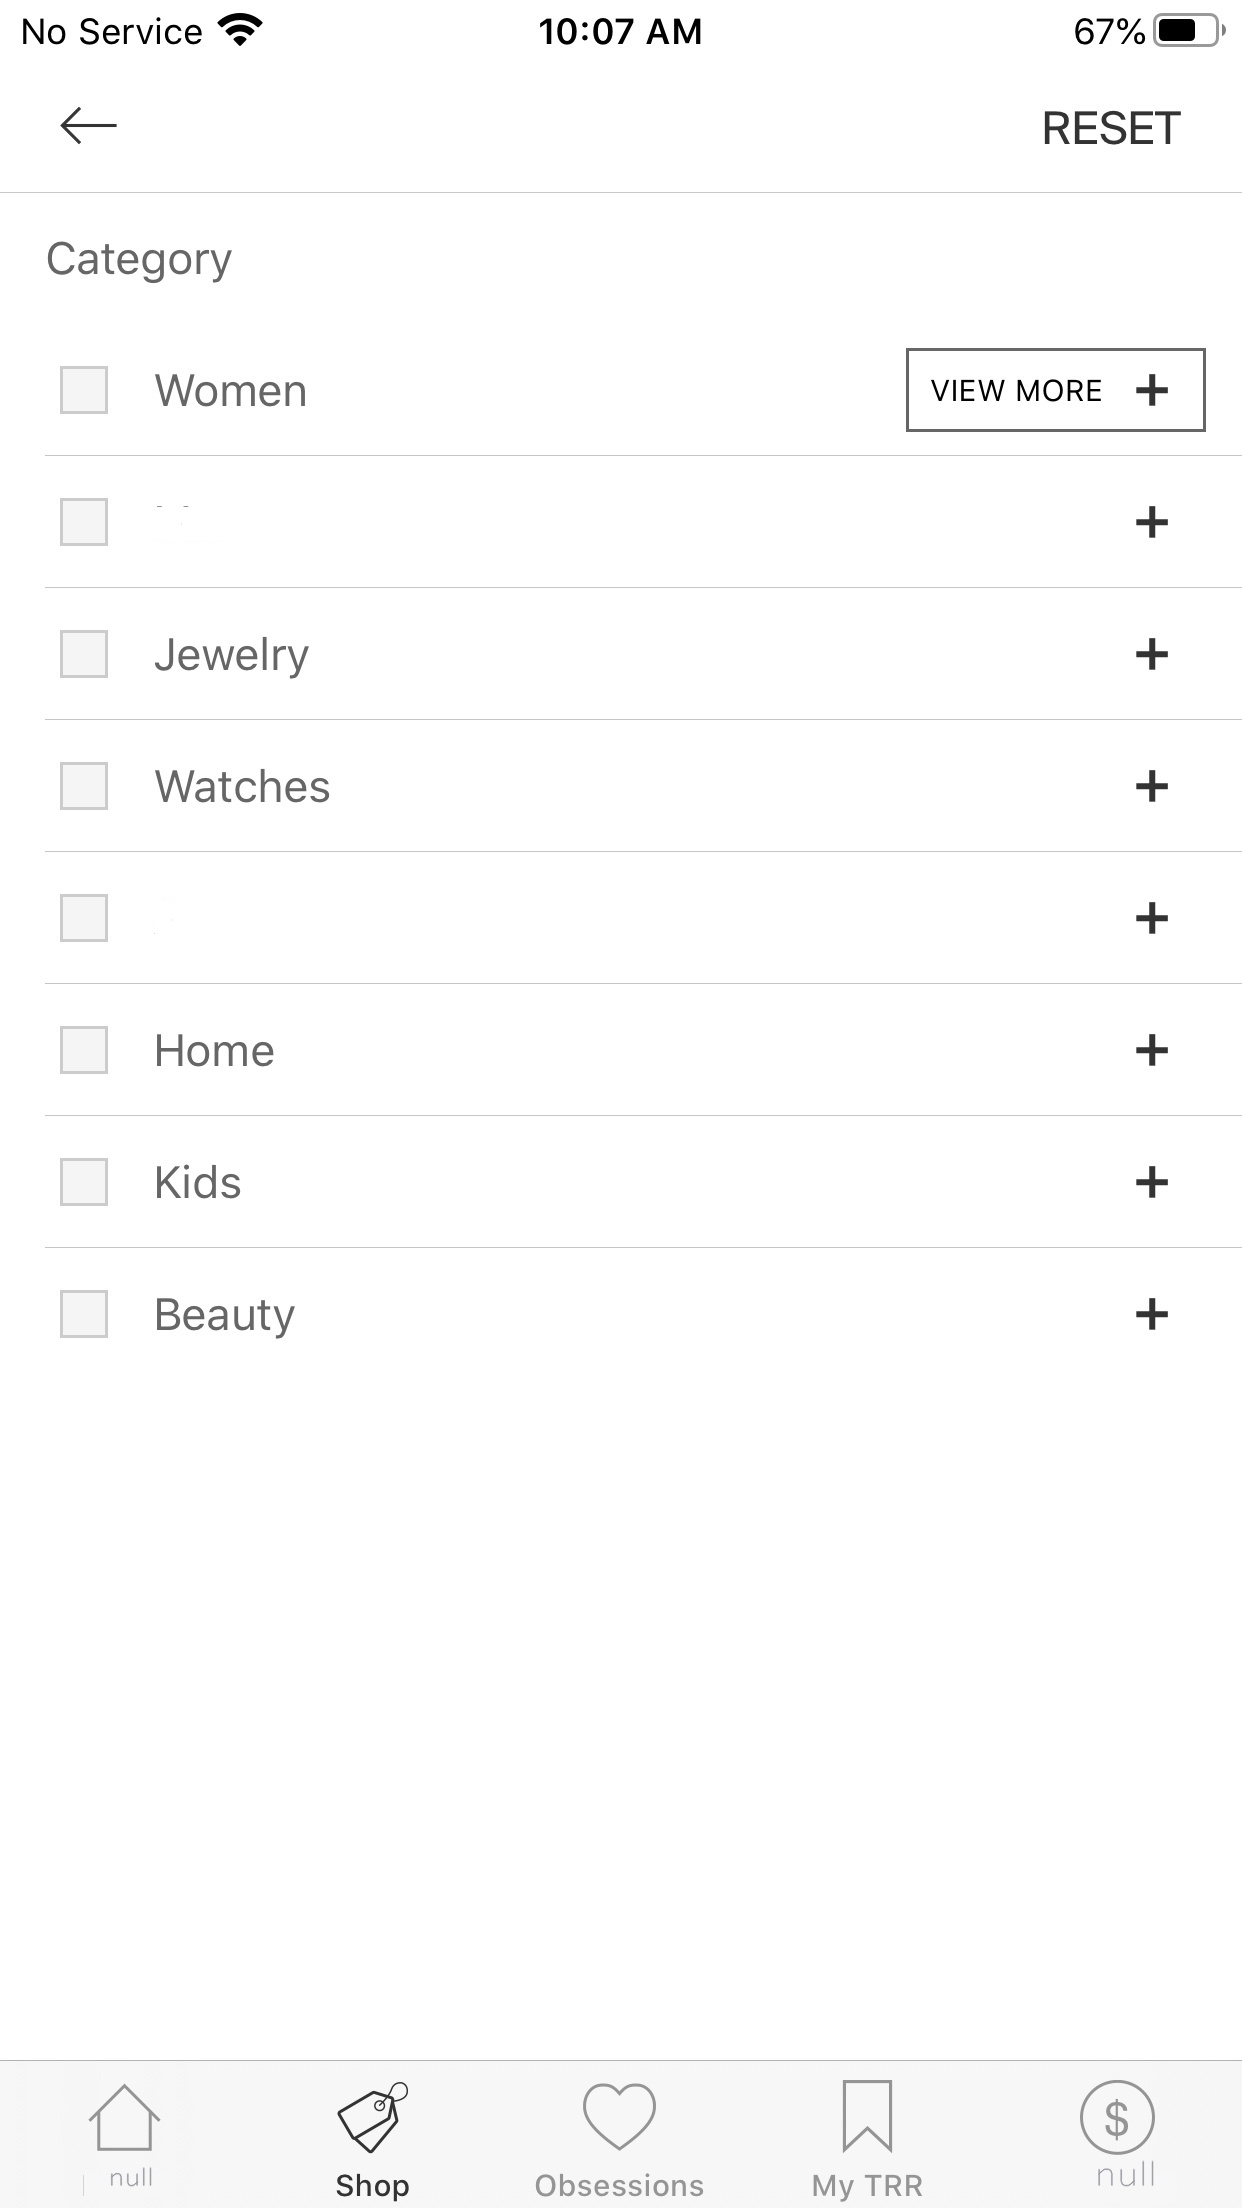 No Service 10:07 AM 67%
RESET
Category
Women VIEW MORE +
+
Jewelry +
Watches +
+
Home +
Kids +
Beauty +
null Shop Obsessions My TRR $ null